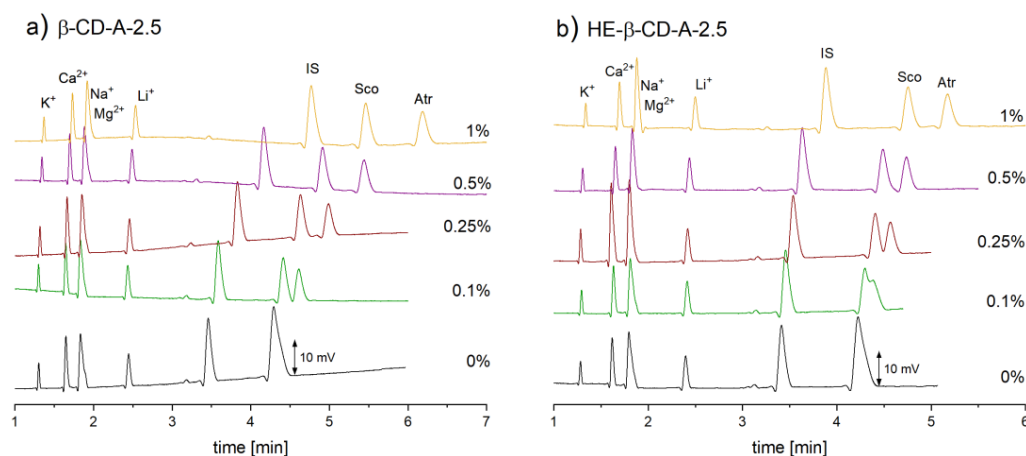 a) β-CD-A-2.5
K⁺
Ca²⁺
Na⁺
Mg²⁺
Li⁺
IS
Sco
Atr
1%
0.5%
0.25%
0.1%
0%
10 mV
1 2 3 4 5 6 7
time [min]
b) HE-β-CD-A-2.5
K⁺
Ca²⁺
Na⁺
Mg²⁺
Li⁺
IS
Sco
Atr
1%
0.5%
0.25%
0.1%
0%
10 mV
1 2 3 4 5 6
time [min]